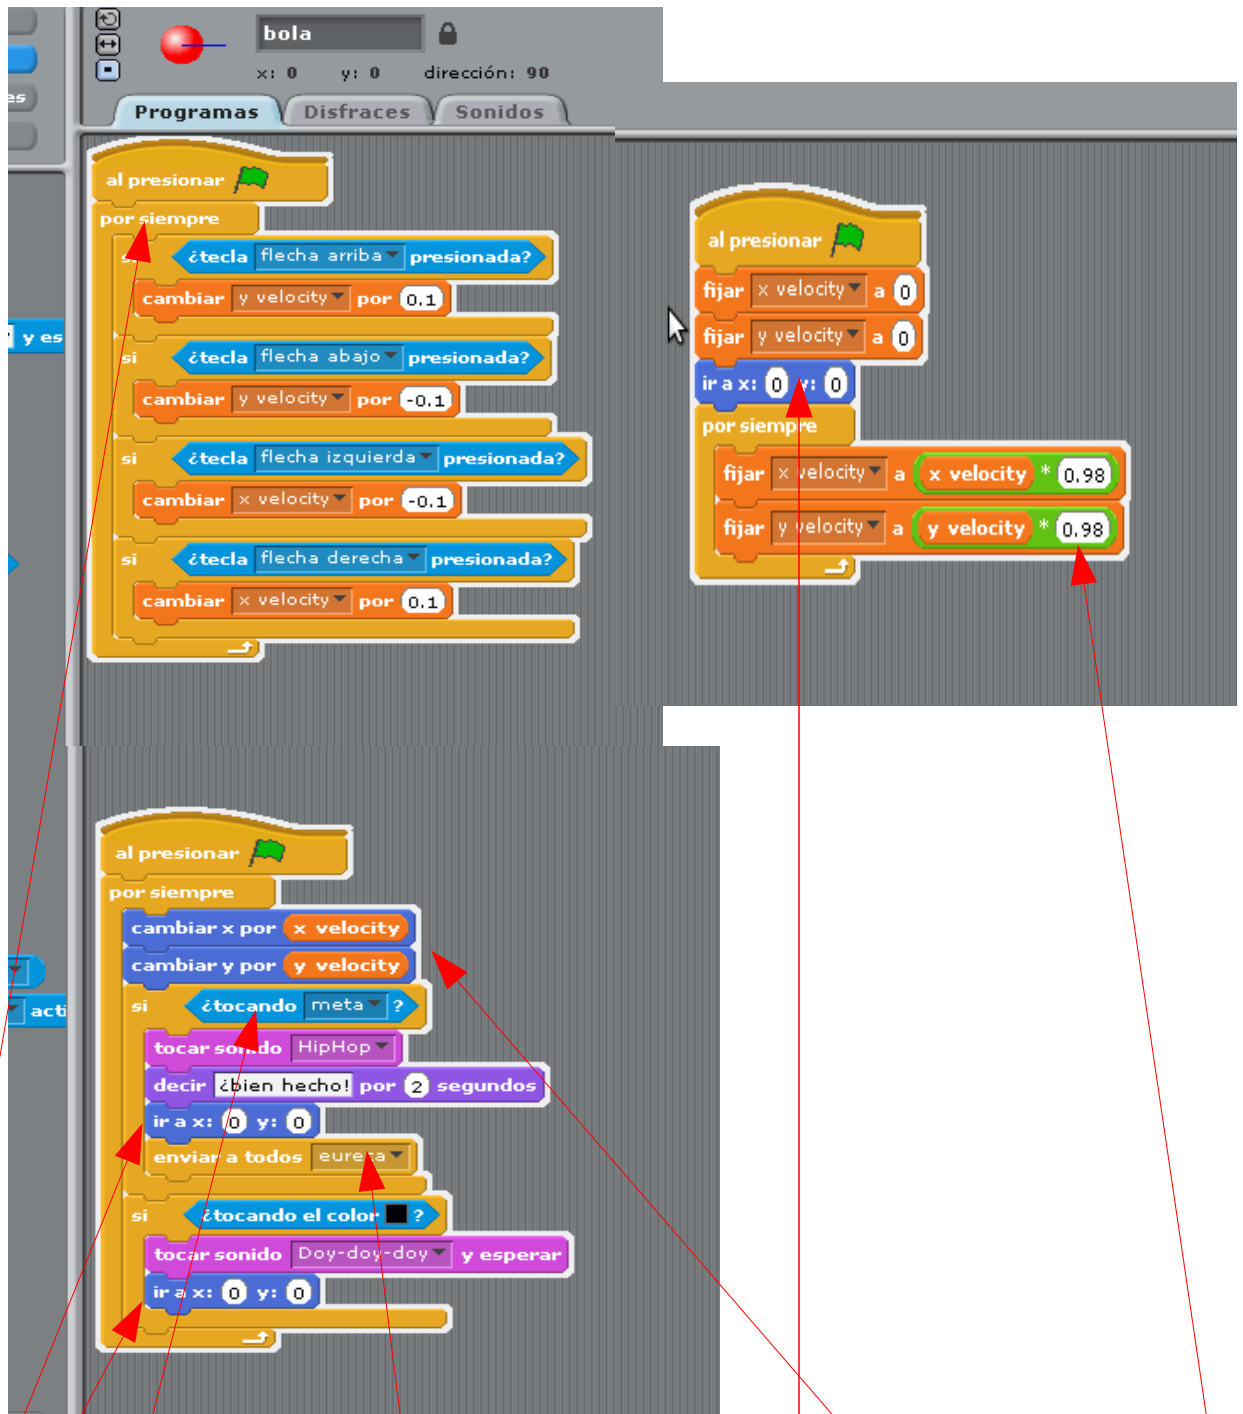 bola
x: 0 y: 0 dirección: 90
es
Programas Disfraces Sonidos
al presionar
por siempre
si ¿tecla flecha arriba presionada?
cambiar y velocity por 0.1
si ¿tecla flecha abajo presionada?
cambiar y velocity por -0.1
si ¿tecla flecha izquierda presionada?
cambiar x velocity por -0.1
si ¿tecla flecha derecha presionada?
cambiar x velocity por 0.1
y es
al presionar
fijar x velocity a 0
fijar y velocity a 0
ir a x: 0 y: 0
por siempre
fijar x velocity a x velocity * 0.98
fijar y velocity a y velocity * 0.98
al presionar
por siempre
cambiar x por x velocity
cambiar y por y velocity
si ¿tocando meta ?
acti
tocar sonido HipHop
decir ¿bien hecho! por 2 segundos
ir a x: 0 y: 0
enviar a todos eureca
si ¿tocando el color ?
tocar sonido Doy-doy-doy y esperar
ir a x: 0 y: 0